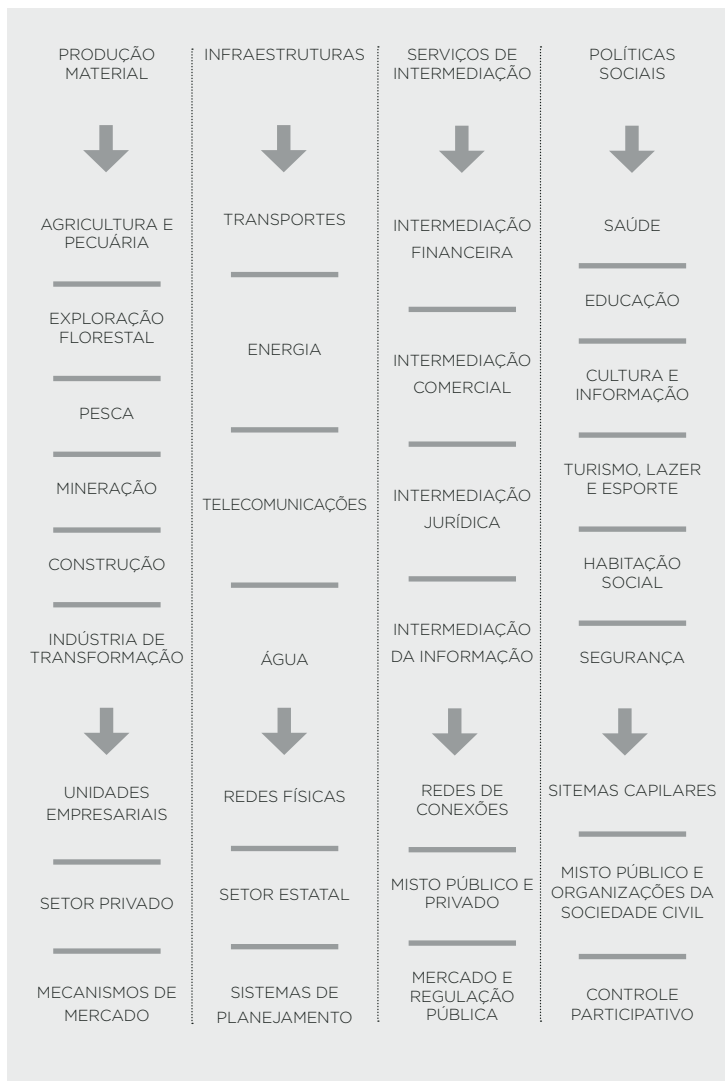 PRODUÇÃO
MATERIAL
AGRICULTURA E
PECUÁRIA
EXPLORAÇÃO
FLORESTAL
PESCA
MINERAÇÃO
CONSTRUÇÃO
INDÚSTRIA DE
TRANSFORMAÇÃO
UNIDADES
EMPRESARIAIS
SETOR PRIVADO
MECANISMOS DE
MERCADO
INFRAESTRUTURAS
TRANSPORTES
ENERGIA
TELECOMUNICAÇÕES
ÁGUA
REDES FÍSICAS
SETOR ESTATAL
SISTEMAS DE
PLANEJAMENTO
SERVIÇOS DE
INTERMEDIAÇÃO
INTERMEDIAÇÃO
FINANCEIRA
INTERMEDIAÇÃO
COMERCIAL
INTERMEDIAÇÃO
JURÍDICA
INTERMEDIAÇÃO
DA INFORMAÇÃO
REDES DE
CONEXÕES
MISTO PÚBLICO E
PRIVADO
MERCADO E
REGULAÇÃO
PÚBLICA
POLÍTICAS
SOCIAIS
SAÚDE
EDUCAÇÃO
CULTURA E
INFORMAÇÃO
TURISMO, LAZER
E ESPORTE
HABITAÇÃO
SOCIAL
SEGURANÇA
SITEMAS CAPILARES
MISTO PÚBLICO E
ORGANIZAÇÕES DA
SOCIEDADE CIVIL
CONTROLE
PARTICIPATIVO